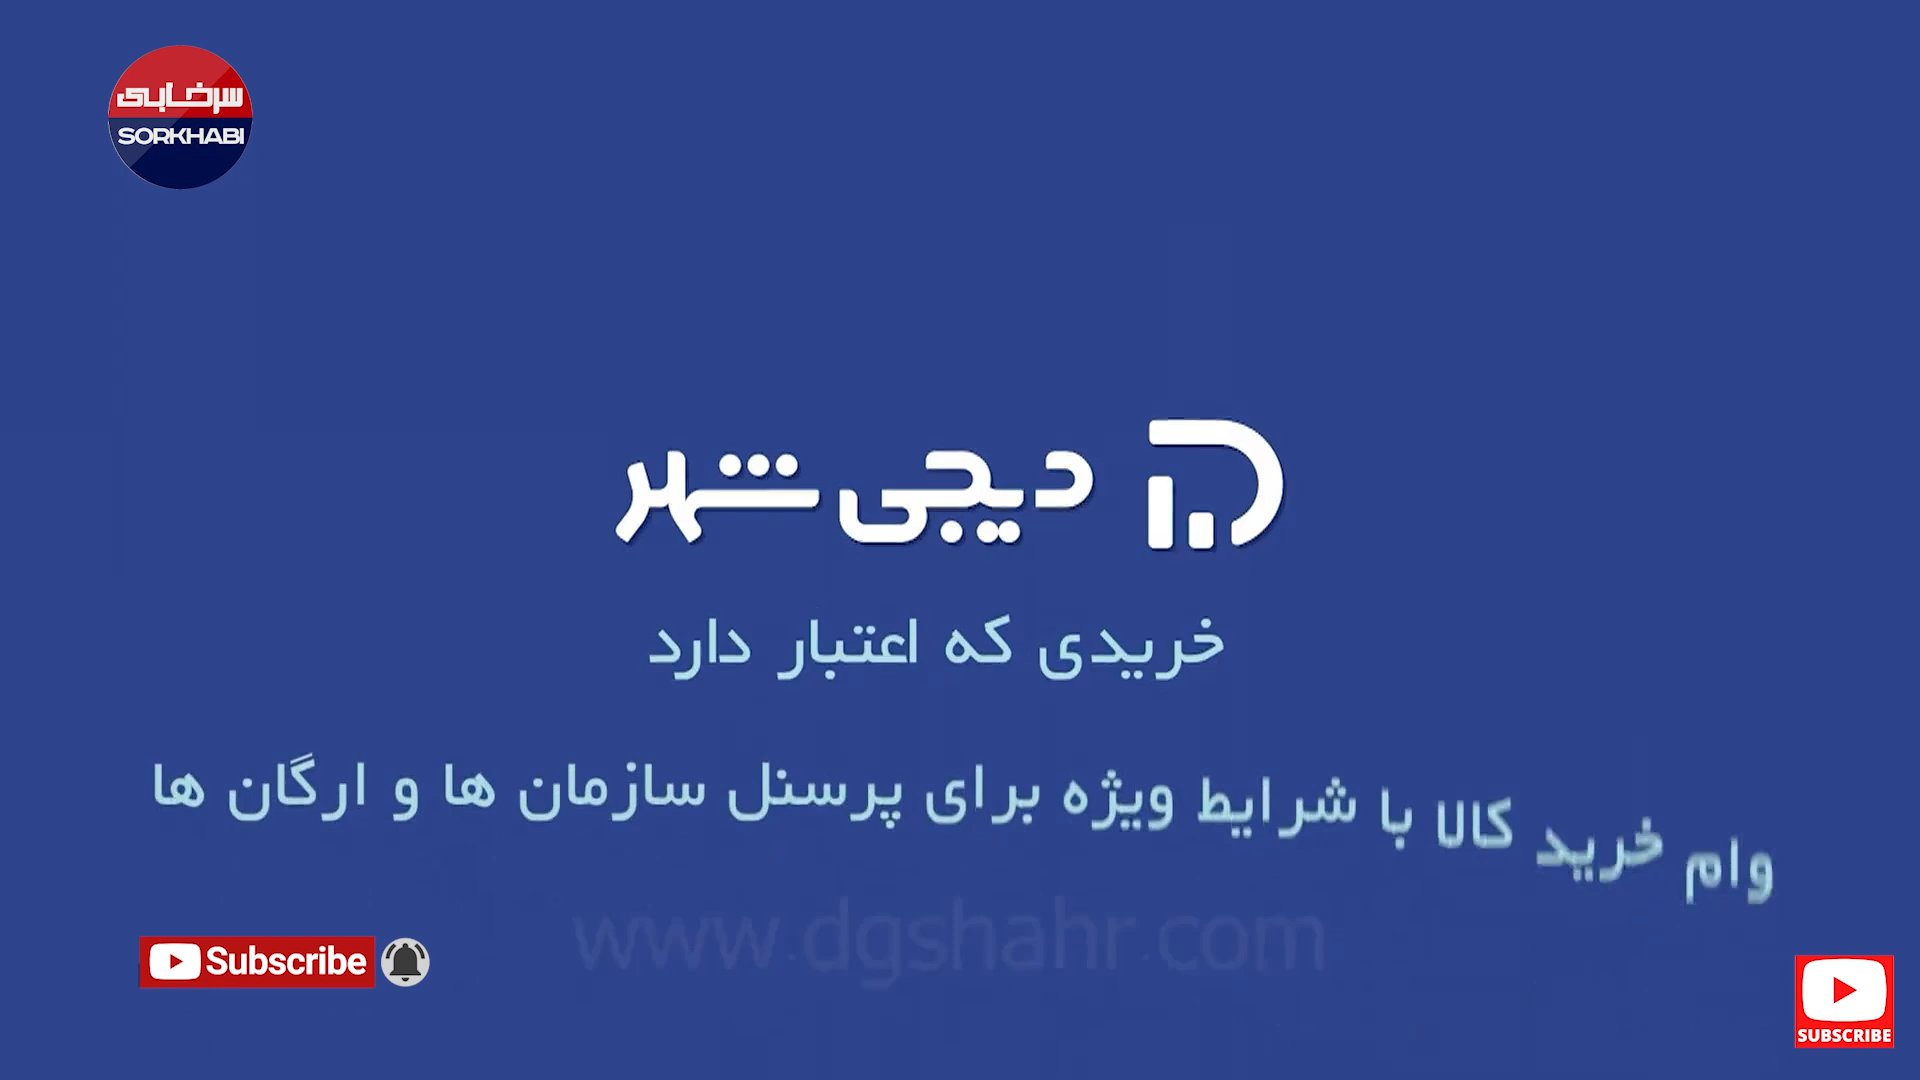 سرخابی
SORKHABI
دیجی شهر
خریدی که اعتبار دارد
وام خرید کالا با شرایط ویژه برای پرسنل سازمان ها و ارگان ها
www.dgshahr.com
Subscribe
SUBSCRIBE